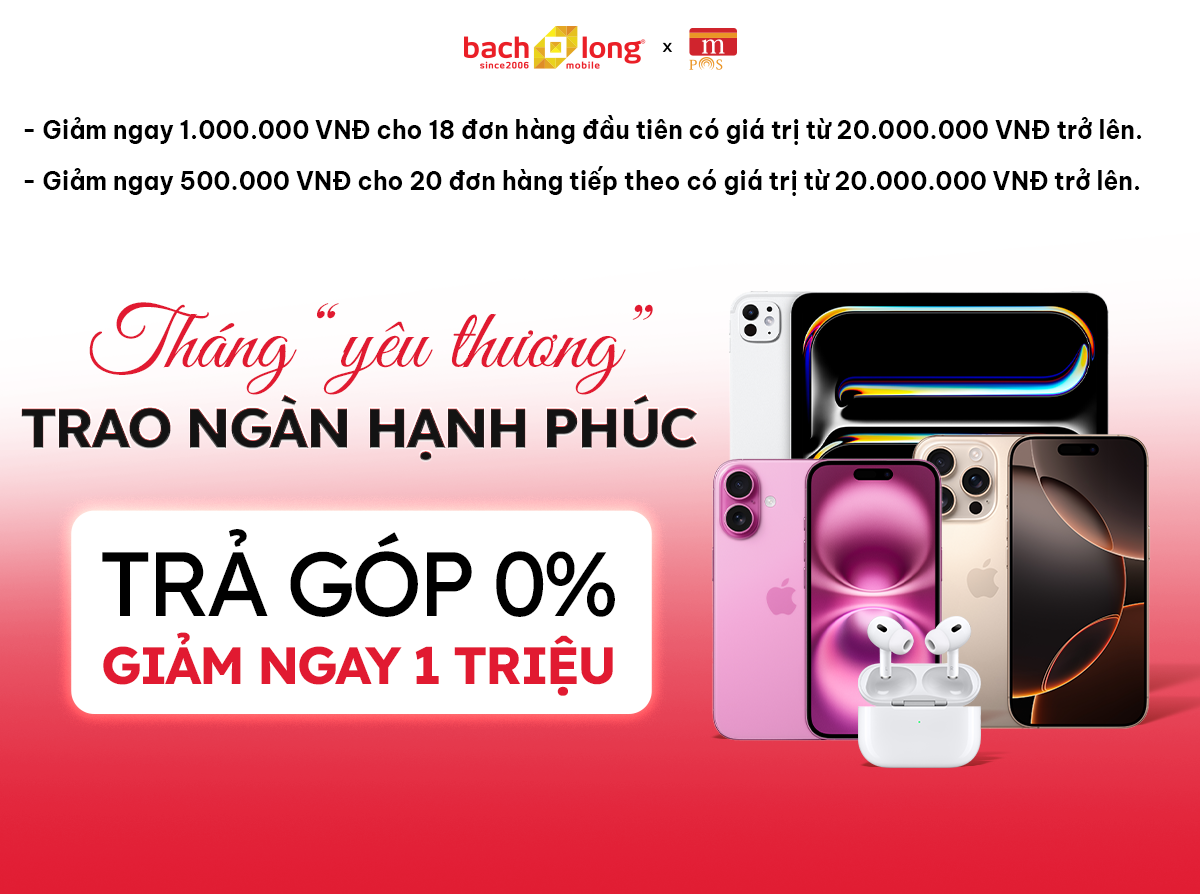 bach long
since2006 mobile
x
m
POS
- Giảm ngay 1.000.000 VNĐ cho 18 đơn hàng đầu tiên có giá trị từ 20.000.000 VNĐ trở lên.
- Giảm ngay 500.000 VNĐ cho 20 đơn hàng tiếp theo có giá trị từ 20.000.000 VNĐ trở lên.
Tháng “yêu thương”
TRAO NGÀN HẠNH PHÚC
TRẢ GÓP 0%
GIẢM NGAY 1 TRIỆU